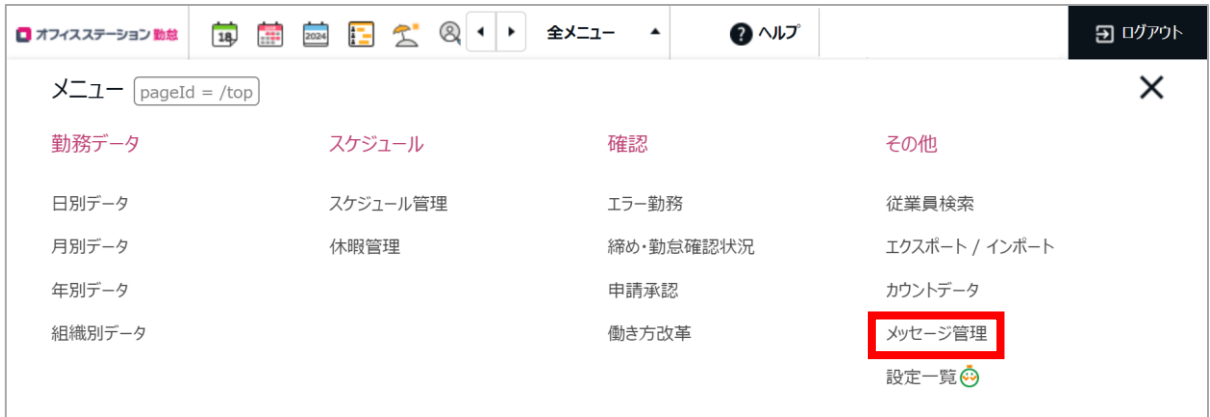 オフィスステーション 勤怠 18 2024 全メニュー ▲ ? ヘルプ ログアウト
メニュー pageId = /top
勤務データ スケジュール 確認 その他
日別データ スケジュール管理 エラー勤務 従業員検索
月別データ 休暇管理 締め・勤怠確認状況 エクスポート / インポート
年別データ 申請承認 カウントデータ
組織別データ 働き方改革 メッセージ管理
設定一覧